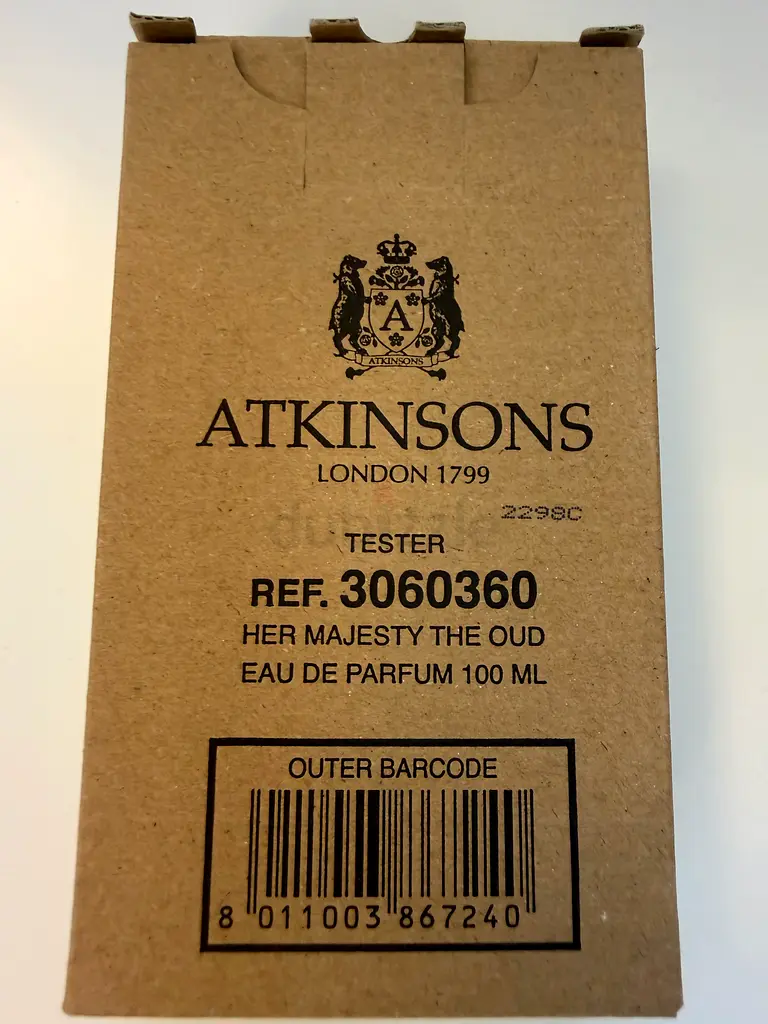 A
ATKINSONS
ATKINSONS
LONDON 1799
2298C
TESTER
REF. 3060360
HER MAJESTY THE OUD
EAU DE PARFUM 100 ML
OUTER BARCODE
8 011003 867240